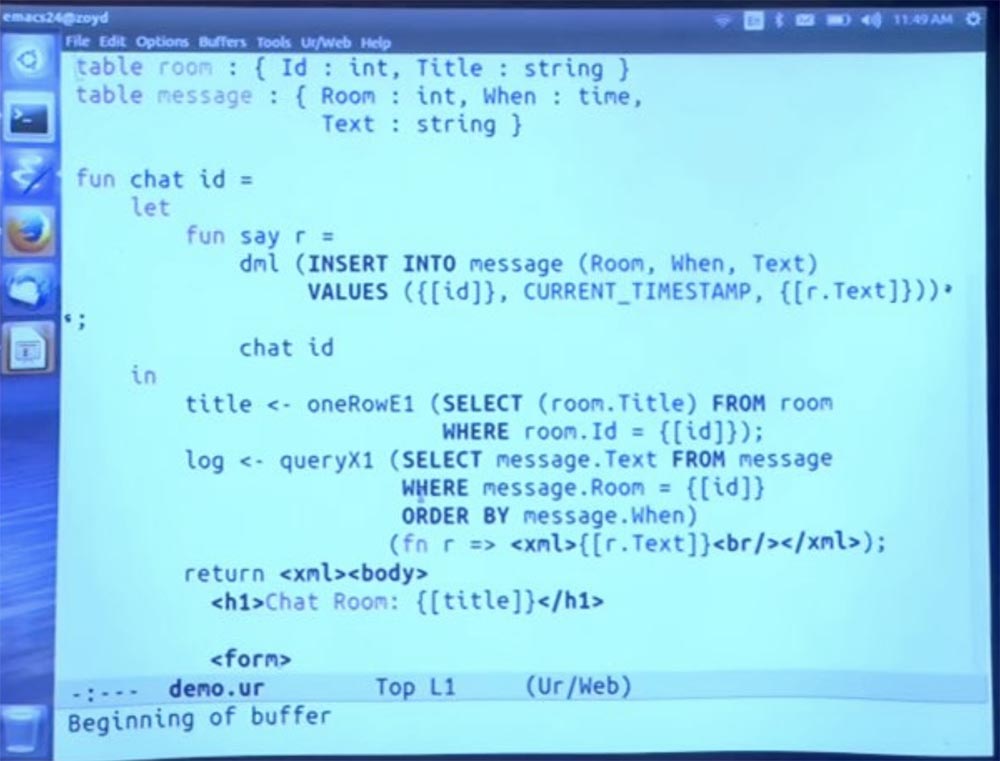 emacs24@zoyd
En 11:49 AM
File Edit Options Buffers Tools Ur/Web Help
table room : { Id : int, Title : string }
table message : { Room : int, When : time,
Text : string }
fun chat id =
let
fun say r =
dml (INSERT INTO message (Room, When, Text)
VALUES ({[id]}, CURRENT_TIMESTAMP, {[r.Text]}))
;
chat id
in
title <- oneRowE1 (SELECT (room.Title) FROM room
WHERE room.Id = {[id]});
log <- queryX1 (SELECT message.Text FROM message
WHERE message.Room = {[id]}
ORDER BY message.When)
(fn r => <xml>{[r.Text]}<br/></xml>);
return <xml><body>
<h1>Chat Room: {[title]}</h1>
<form>
-:--- demo.ur Top L1 (Ur/Web)
Beginning of buffer